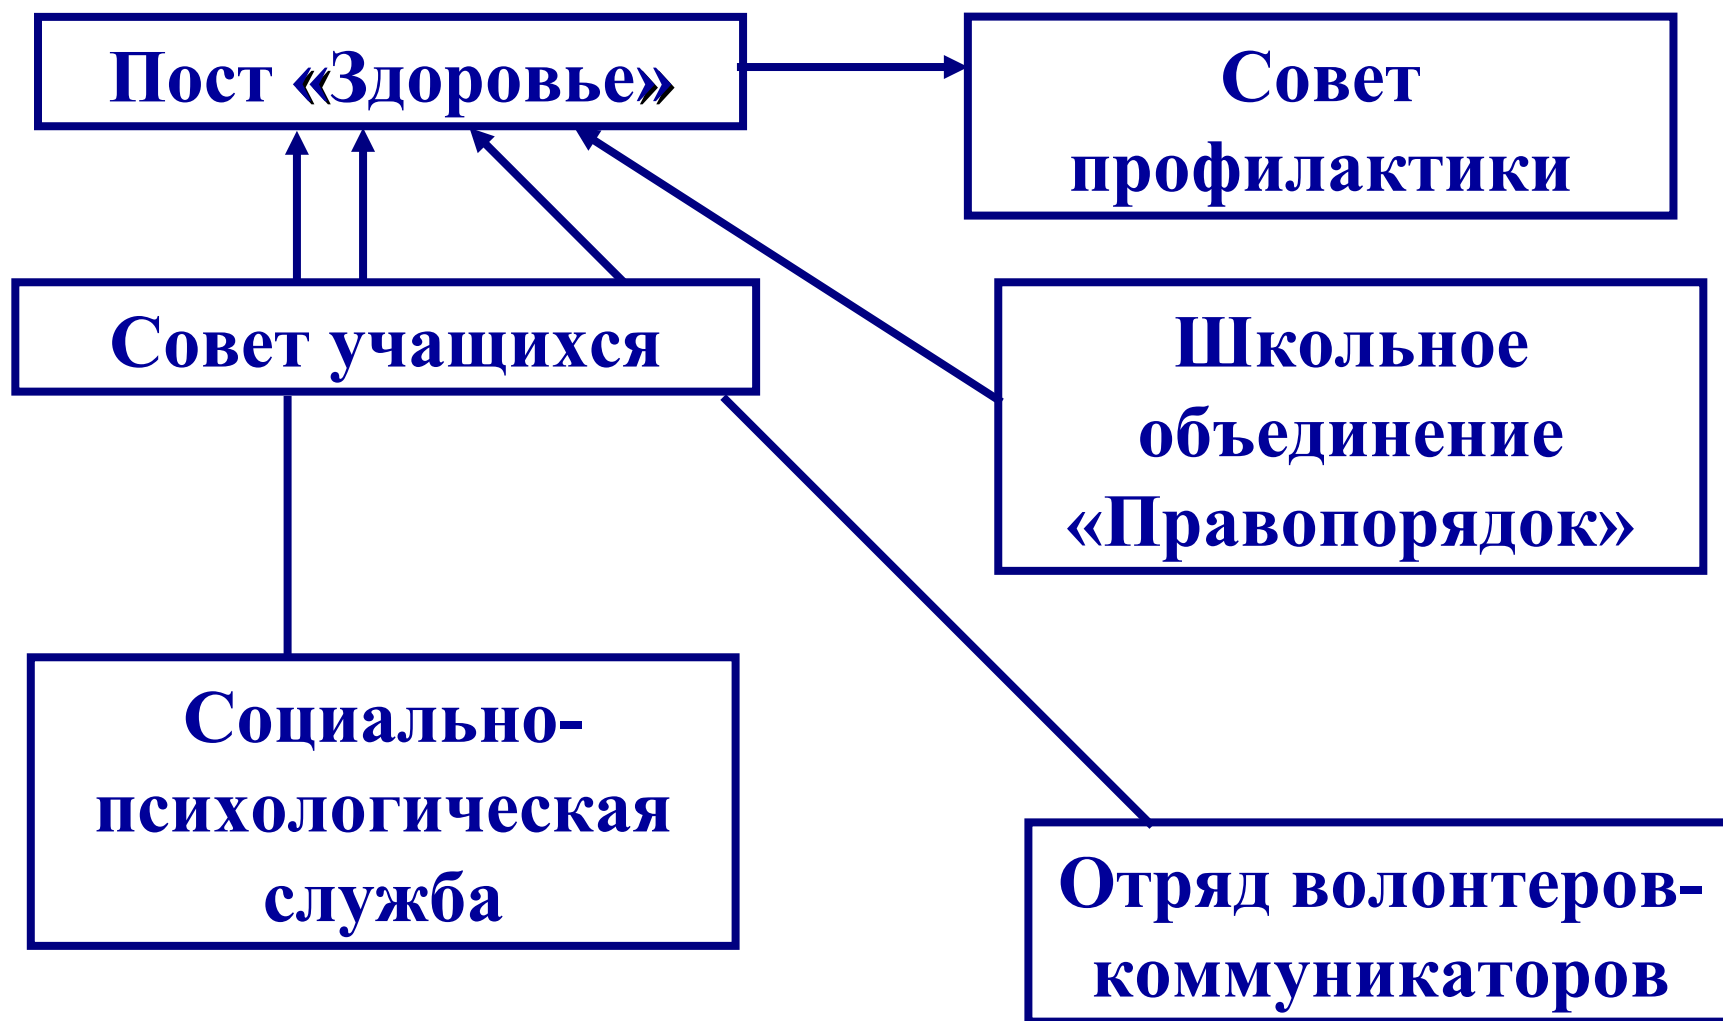 Пост «Здоровье»
Совет
профилактики
Совет учащихся
Школьное
объединение
«Правопорядок»
Социально-
психологическая
служба
Отряд волонтеров-
коммуникаторов